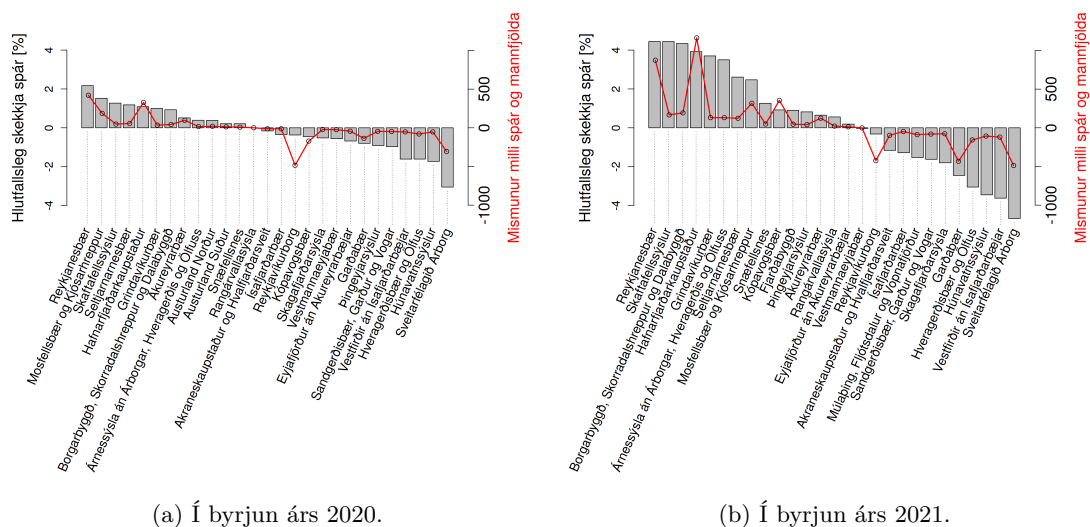 Hlutfallsleg skekkja spár [%]
4
2
0
-2
-4
500
0
-1000
Mismunur milli spár og mannfjölda
Reykjanesbær
Mosfellsbær og Kjósarhreppur
Skaftafellssýslur
Seltjarnarnesbær
Hafnarfjarðarkaupstaður
Grindavíkurbær
Borgarbyggð, Skorradalshreppur og Dalabyggð
Akureyrarbær
Árnessýsla án Árborgar, Hveragerðis og Ölfuss
Austurland Norður
Austurland Suður
Snæfellsnes
Rangárvallasýsla
Akraneskaupstaður og Hvalfjarðarsveit
Ísafjarðarbær
Reykjavíkurborg
Kópavogsbær
Skagafjarðarsýsla
Vestmannaeyjabær
Eyjafjörður án Akureyrarbæjar
Garðabær
Þingeyjarsýslur
Sandgerðisbær, Garður og Vogar
Vestfirðir án Ísafjarðarbæjar
Hveragerðisbær og Ölfus
Húnavatnssýslur
Sveitarfélagið Árborg
(a) Í byrjun árs 2020.
Hlutfallsleg skekkja spár [%]
4
2
0
-2
-4
500
0
-1000
Mismunur milli spár og mannfjölda
Reykjanesbær
Skaftafellssýslur
Borgarbyggð, Skorradalshreppur og Dalabyggð
Hafnarfjarðarkaupstaður
Grindavíkurbær
Árnessýsla án Árborgar, Hveragerðis og Ölfuss
Seltjarnarnesbær
Mosfellsbær og Kjósarhreppur
Snæfellsnes
Kópavogsbær
Fjarðabyggð
Þingeyjarsýslur
Akureyrarbær
Rangárvallasýsla
Eyjafjörður án Akureyrarbæjar
Vestmannaeyjabær
Reykjavíkurborg
Akraneskaupstaður og Hvalfjarðarsveit
Ísafjarðarbær
Múlaþing, Fljótsdalur og Vopnafjörður
Sandgerðisbær, Garður og Vogar
Skagafjarðarsýsla
Garðabær
Hveragerðisbær og Ölfus
Húnavatnssýslur
Vestfirðir án Ísafjarðarbæjar
Sveitarfélagið Árborg
(b) Í byrjun árs 2021.